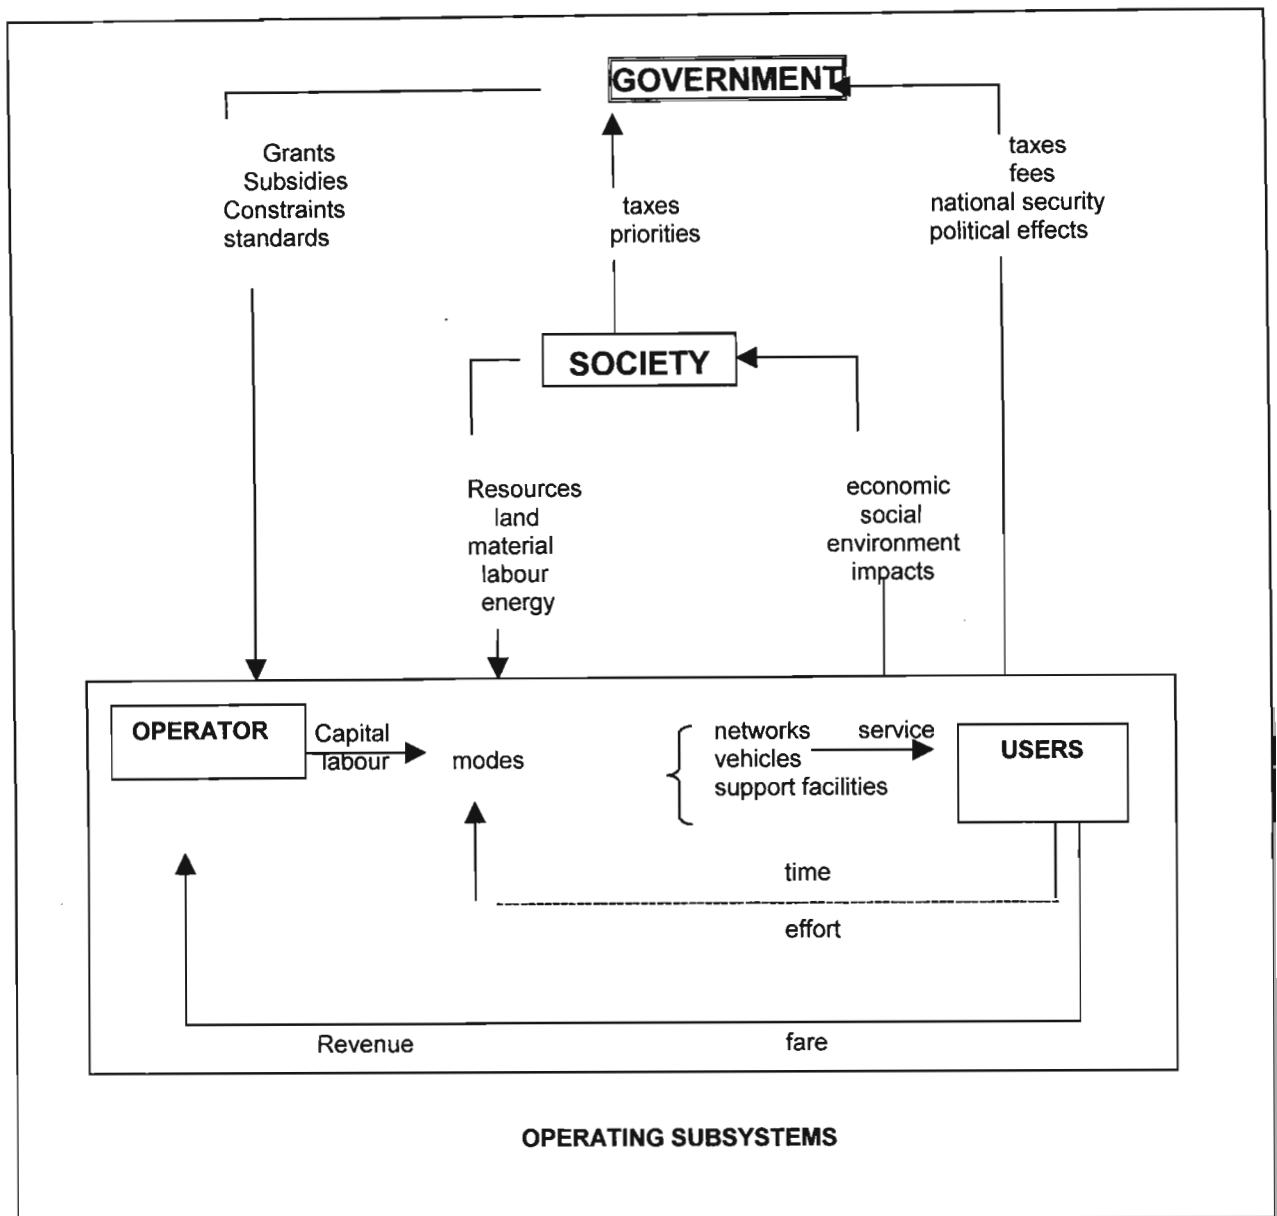 GOVERNMENT
Grants
Subsidies
Constraints
standards
taxes
priorities
taxes
fees
national security
political effects
SOCIETY
Resources
land
material
labour
energy
economic
social
environment
impacts
OPERATOR
Capital
labour
modes
networks
vehicles
support facilities
service
USERS
time
effort
Revenue
fare
OPERATING SUBSYSTEMS